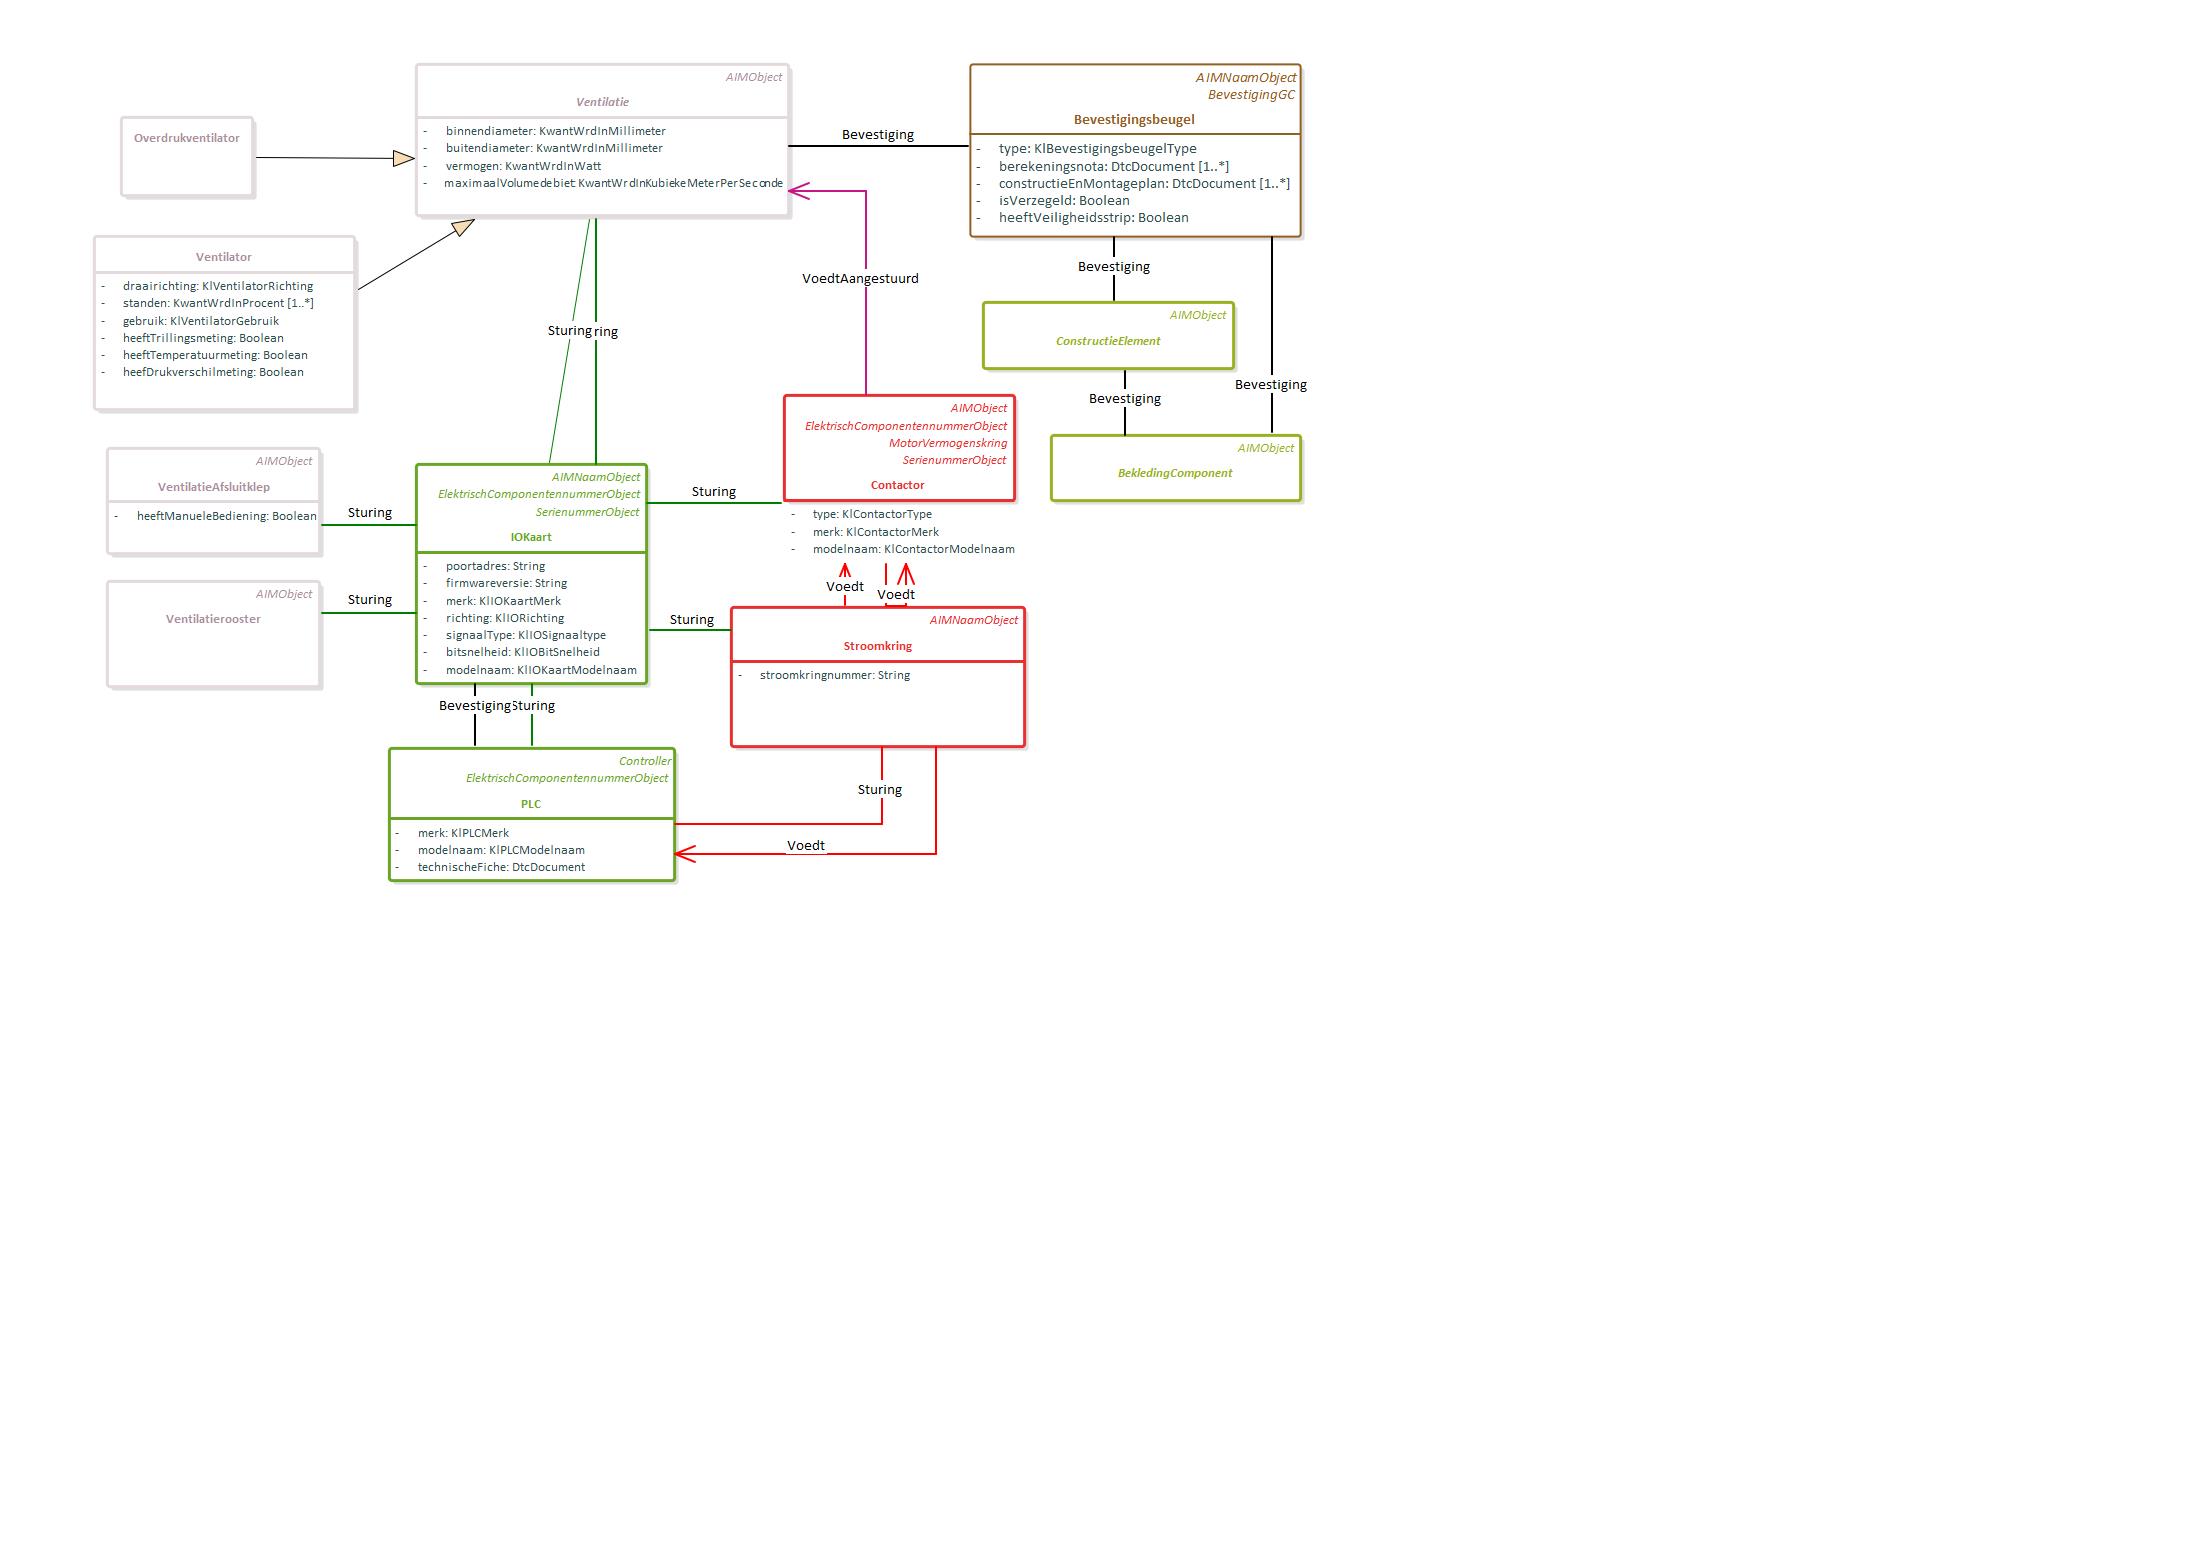 AIMObject
Ventilatie
- binnendiameter: KwantWrdInMillimeter
- buitendiameter: KwantWrdInMillimeter
- vermogen: KwantWrdInWatt
- maximaalVolumedebiet KwantWrdInKubiekeMeterPerSeconde
AIMNaamObject
BevestigingGC
Bevestigingsbeugel
- type: KlBevestigingsbeugelType
- berekeningsnota: DtcDocument [1..*]
- constructieEnMontageplan: DtcDocument [1..*]
- isVerzegeld: Boolean
- heeftVeiligheidsstrip: Boolean
Overdrukventilator
Bevestiging
Ventilator
- draairichting: KlVentilatorRichting
- standen: KwantWrdInProcent [1..*]
- gebruik: KlVentilatorGebruik
- heeftTrillingsmeting: Boolean
- heeftTemperatuurmeting: Boolean
- heefDrukverschilmeting: Boolean
VoedtAangestuurd
Bevestiging
Sturing
ring
AIMObject
ConstructieElement
Bevestiging
Bevestiging
AIMObject
BekledingComponent
AIMObject
ElektrischComponentennummerObject
MotorVermogenskring
SerienummerObject
Contactor
- type: KlContactorType
- merk: KlContactorMerk
- modelnaam: KlContactorModelnaam
AIMObject
VentilatieAfsluitklep
- heeftManueleBediening: Boolean
Sturing
AIMNaamObject
ElektrischComponentennummerObject
SerienummerObject
IOKaart
- poortadres: String
- firmwareversie: String
- merk: KlIOKaartMerk
- richting: KlIORichting
- signaalType: KlIOSignaaltype
- bitsnelheid: KlIOBitSnelheid
- modelnaam: KlIOKaartModelnaam
Sturing
AIMObject
Ventilatierooster
Sturing
Voedt
Voedt
Sturing
AIMNaamObject
Stroomkring
- stroomkringnummer: String
Bevestiging
Sturing
Controller
ElektrischComponentennummerObject
PLC
- merk: KlPLCMerk
- modelnaam: KlPLCModelnaam
- technischeFiche: DtcDocument
Sturing
Voedt